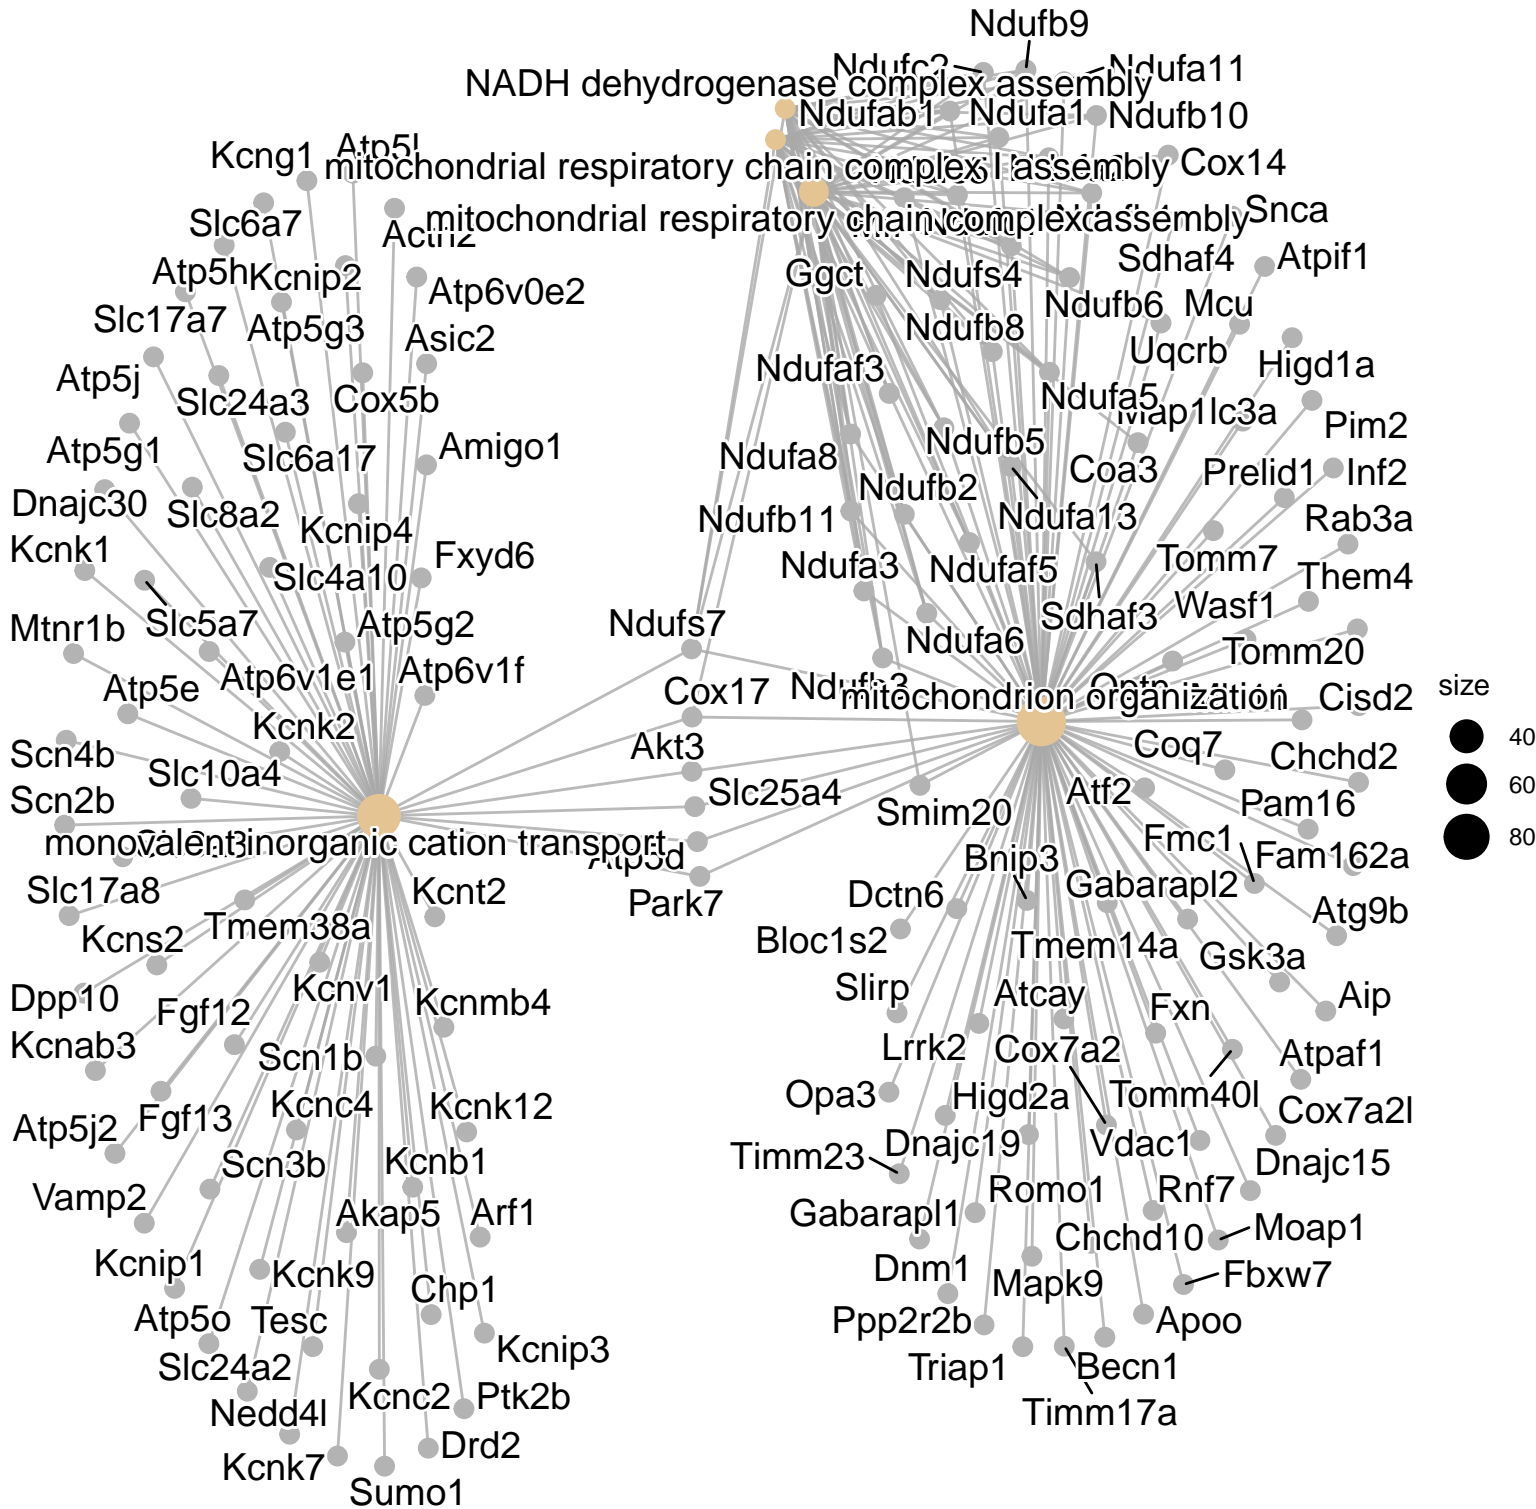 Ndufb9
Ndufc2
Ndufa11
NADH dehydrogenase complex assembly
Ndufab1
Ndufa1
Ndufb10
Kcng1
Atp5l
mitochondrial respiratory chain complex I assembly
Cox14
Slc6a7
Actn2
mitochondrial respiratory chain complex assembly
Snca
Atp5h
Kcnip2
Atp6v0e2
Ggct
Ndufs4
Sdhaf4
Atpif1
Slc17a7
Atp5g3
Asic2
Ndufb8
Ndufb6
Mcu
Atp5j
Slc24a3
Cox5b
Ndufaf3
Uqcrb
Higd1a
Ndufa5
Map1lc3a
Atp5g1
Slc6a17
Amigo1
Ndufa8
Ndufb5
Coa3
Prelid1
Pim2
Inf2
Dnajc30
Slc8a2
Kcnip4
Ndufb2
Ndufb11
Ndufa13
Rab3a
Kcnk1
Slc4a10
Fxyd6
Ndufa3
Ndufaf5
Tomm7
Them4
Mtnr1b
Slc5a7
Atp5g2
Ndufs7
Ndufa6
Sdhaf3
Wasf1
Tomm20
Atp5e
Atp6v1e1
Atp6v1f
Cox17
Ndufb3
mitochondrion organization
Optn
Cisd2
size
40
60
80
Kcnk2
Scn4b
Slc10a4
Akt3
Coq7
Chchd2
Scn2b
Slc25a4
Smim20
Atf2
Pam16
monovalent inorganic cation transport
Atp5d
Bnip3
Fmc1
Fam162a
Slc17a8
Kcnt2
Park7
Dctn6
Gabarapl2
Atg9b
Kcns2
Tmem38a
Bloc1s2
Tmem14a
Gsk3a
Dpp10
Fgf12
Kcnv1
Kcnmb4
Slirp
Atcay
Fxn
Aip
Kcnab3
Scn1b
Lrrk2
Cox7a2
Atpaf1
Atp5j2
Fgf13
Kcnc4
Kcnk12
Opa3
Higd2a
Tomm40l
Cox7a2l
Scn3b
Kcnb1
Timm23
Dnajc19
Vdac1
Dnajc15
Vamp2
Akap5
Arf1
Gabarapl1
Romo1
Rnf7
Kcnip1
Kcnk9
Chp1
Dnm1
Mapk9
Chchd10
Moap1
Fbxw7
Atp5o
Tesc
Kcnip3
Ppp2r2b
Apoo
Slc24a2
Kcnc2
Ptk2b
Triap1
Becn1
Nedd4l
Timm17a
Kcnk7
Drd2
Sumo1